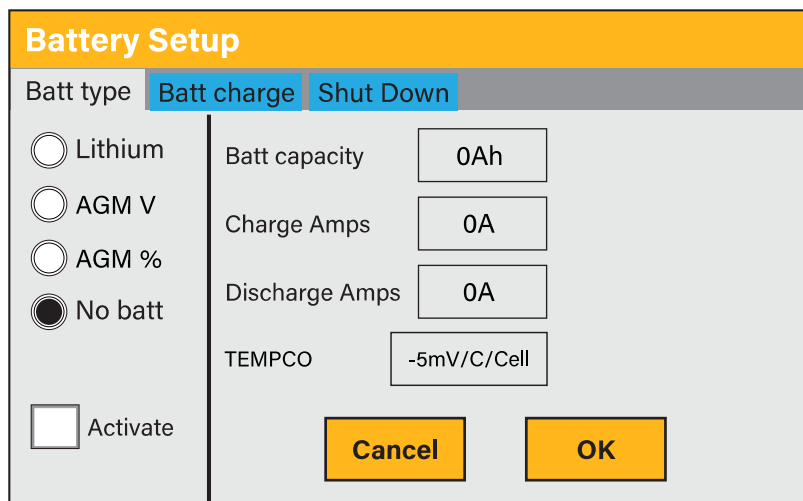 Battery Setup
Batt type Batt charge Shut Down
Lithium
AGM V
AGM %
No batt
Activate
Batt capacity 0Ah
Charge Amps 0A
Discharge Amps 0A
TEMPCO -5mV/C/Cell
Cancel OK